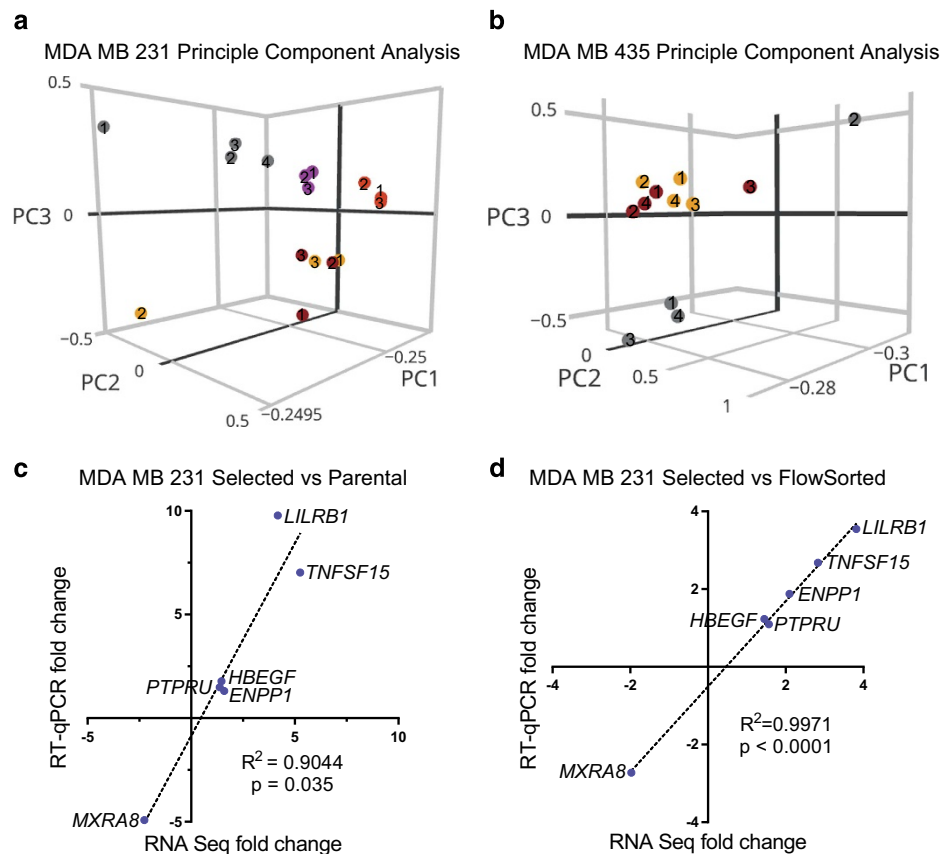 a
MDA MB 231 Principle Component Analysis
0.5
PC3 0
−0.5
PC2 0
0.5
−0.2495
−0.25
PC1
1
3
2
4
2 1
3
2
1
3
3
3
2 1
2
1
b
MDA MB 435 Principle Component Analysis
0.5
PC3 0
−0.5
0
PC2
0.5
1
−0.28
−0.3
PC1
2
2
1
1
3
4
4
3
2
1
4
3
c
MDA MB 231 Selected vs Parental
RT-qPCR fold change
10
5
-5
-5
5
10
LILRB1
TNFSF15
HBEGF
PTPRU
ENPP1
MXRA8
R2 = 0.9044
p = 0.035
RNA Seq fold change
d
MDA MB 231 Selected vs FlowSorted
RT-qPCR fold change
4
2
-2
-4
-4
-2
2
4
LILRB1
TNFSF15
ENPP1
HBEGF
PTPRU
MXRA8
R2=0.9971
p < 0.0001
RNA Seq fold change